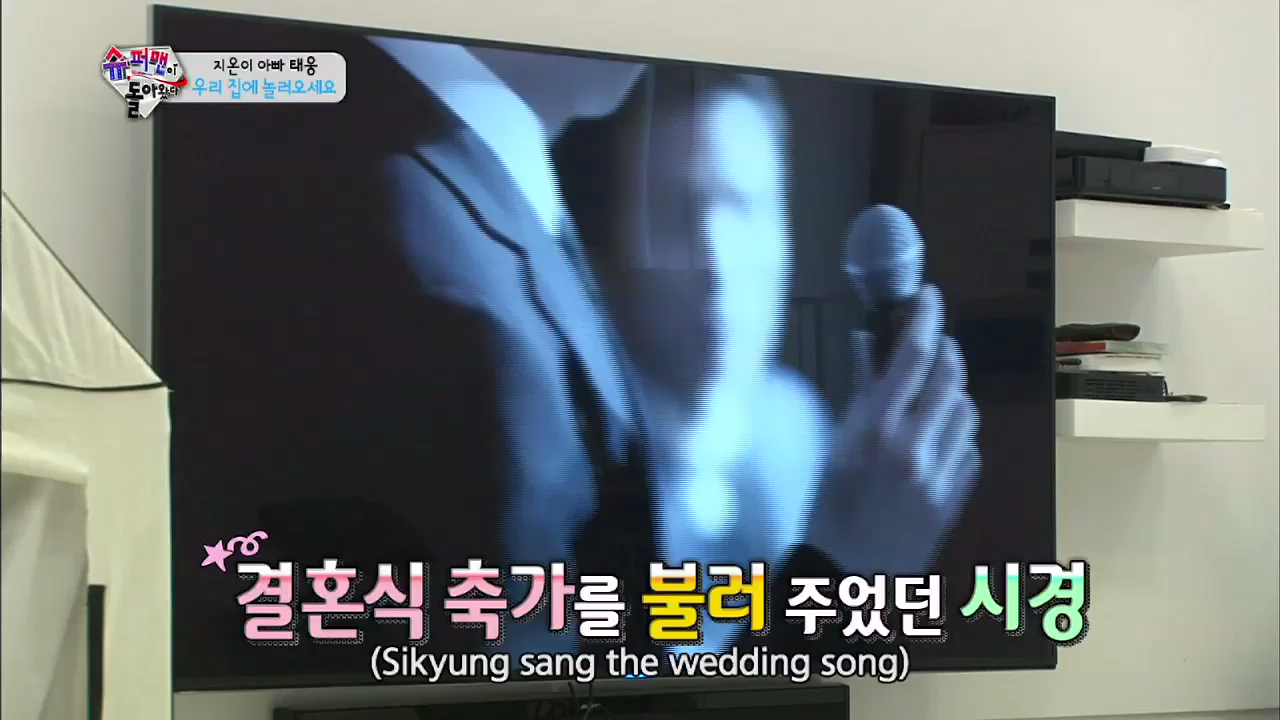 슈퍼맨이
돌아왔다
지온이 아빠 태웅
우리 집에 놀러오세요
결혼식 축가를 불러 주었던 시경
(Sikyung sang the wedding song)